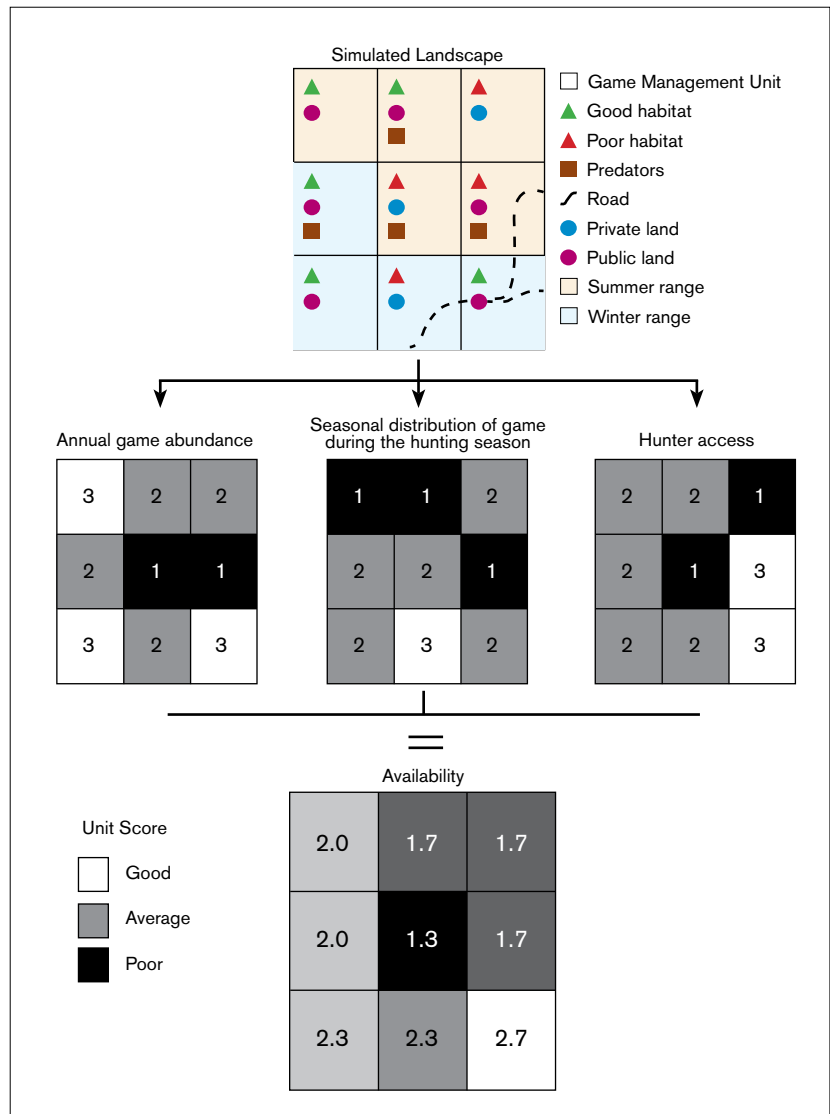 Simulated Landscape
Game Management Unit
Good habitat
Poor habitat
Predators
Road
Private land
Public land
Summer range
Winter range
Annual game abundance
Seasonal distribution of game
during the hunting season
Hunter access
3 2 2
2 1 1
3 2 3
1 1 2
2 2 1
2 3 2
2 2 1
2 1 3
2 2 3
=
Availability
Unit Score
Good
Average
Poor
2.0 1.7 1.7
2.0 1.3 1.7
2.3 2.3 2.7